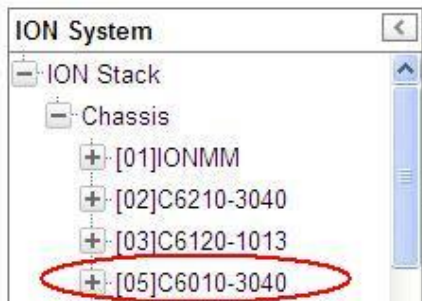 ION System
ION Stack
Chassis
[01]IONMM
[02]C6210-3040
[03]C6120-1013
[05]C6010-3040